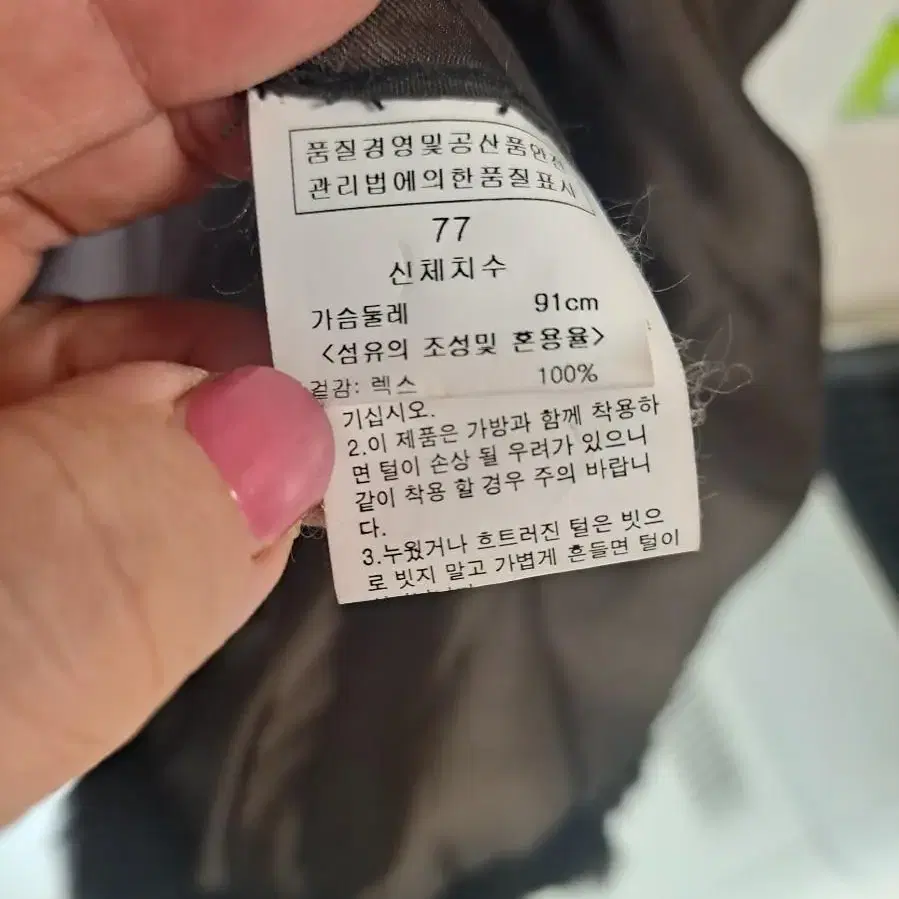 품질경영및공산품안전
관리법에의한품질표시
77
신체치수
가슴둘레 91cm
<섬유의 조성및 혼용율>
겉감: 렉스 100%
기십시오.
2.이 제품은 가방과 함께 착용하
면 털이 손상 될 우려가 있으니
같이 착용 할 경우 주의 바랍니
다.
3.누웠거나 흐트러진 털은 빗으
로 빗지 말고 가볍게 흔들면 털이